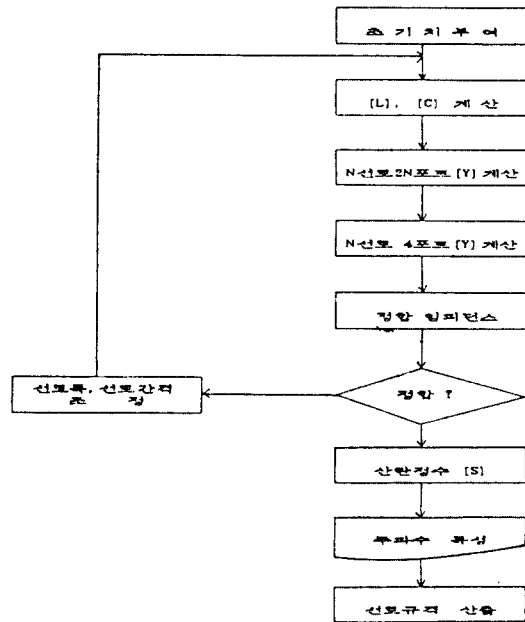 초 기 치 부 여
[L], [C] 계 산
N선로2N포트[Y]계산
N선로 4포트[Y]계산
정합 임피던스
정합 ?
선로폭, 선로간격
조 정
산란정수 [S]
주파수 특성
선로규격 산출